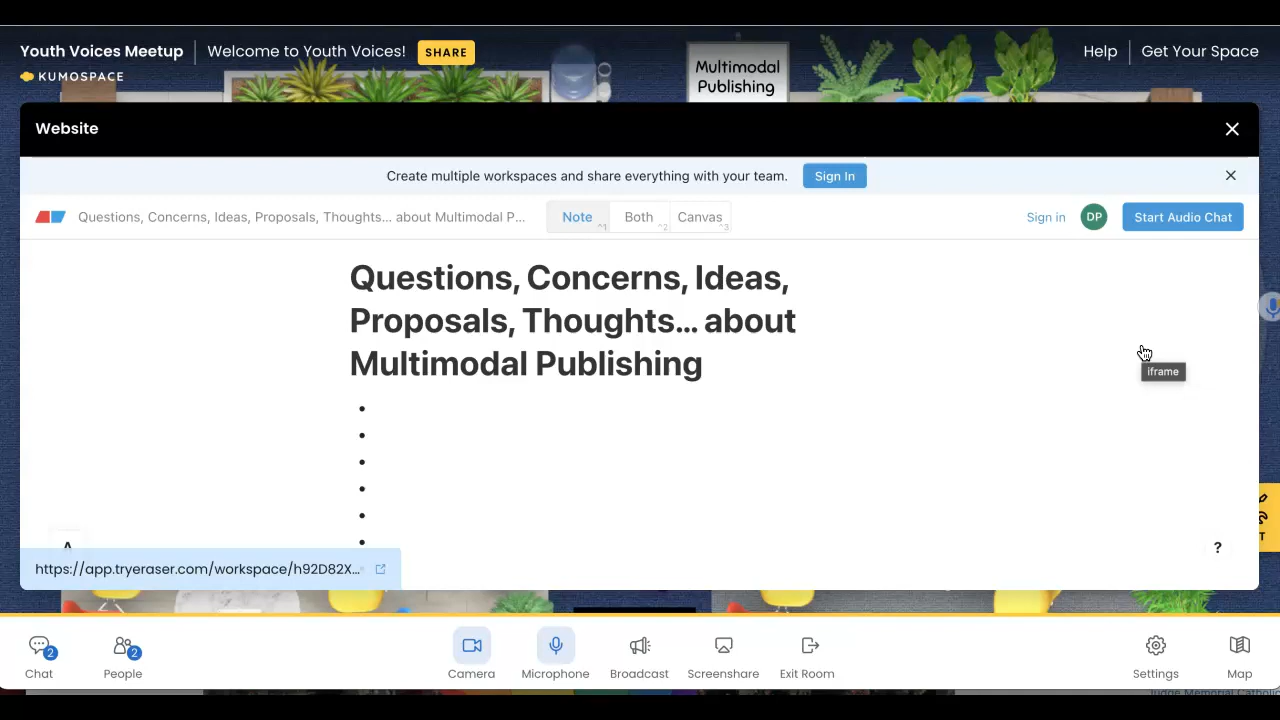 Youth Voices Meetup
Welcome to Youth Voices!
SHARE
Help
Get Your Space
KUMOSPACE
Multimodal
Publishing
Website
Create multiple workspaces and share everything with your team.
Sign In
Questions, Concerns, Ideas, Proposals, Thoughts... about Multimodal P...
Note
^1
Both
^2
Canvas
^3
Sign in
DP
Start Audio Chat
Questions, Concerns, Ideas,
Proposals, Thoughts... about
Multimodal Publishing
iframe
?
https://app.tryeraser.com/workspace/h92D82X...
2
2
Chat
People
Camera
Microphone
Broadcast
Screenshare
Exit Room
Settings
Map